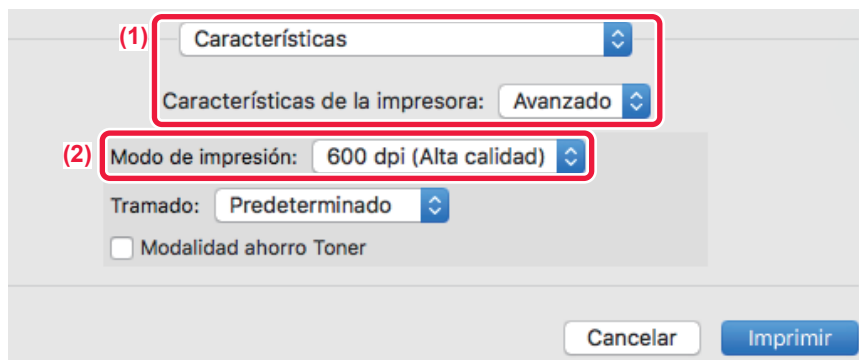 (1) Características
Características de la impresora: Avanzado
(2) Modo de impresión: 600 dpi (Alta calidad)
Tramado: Predeterminado
Modalidad ahorro Toner
Cancelar Imprimir